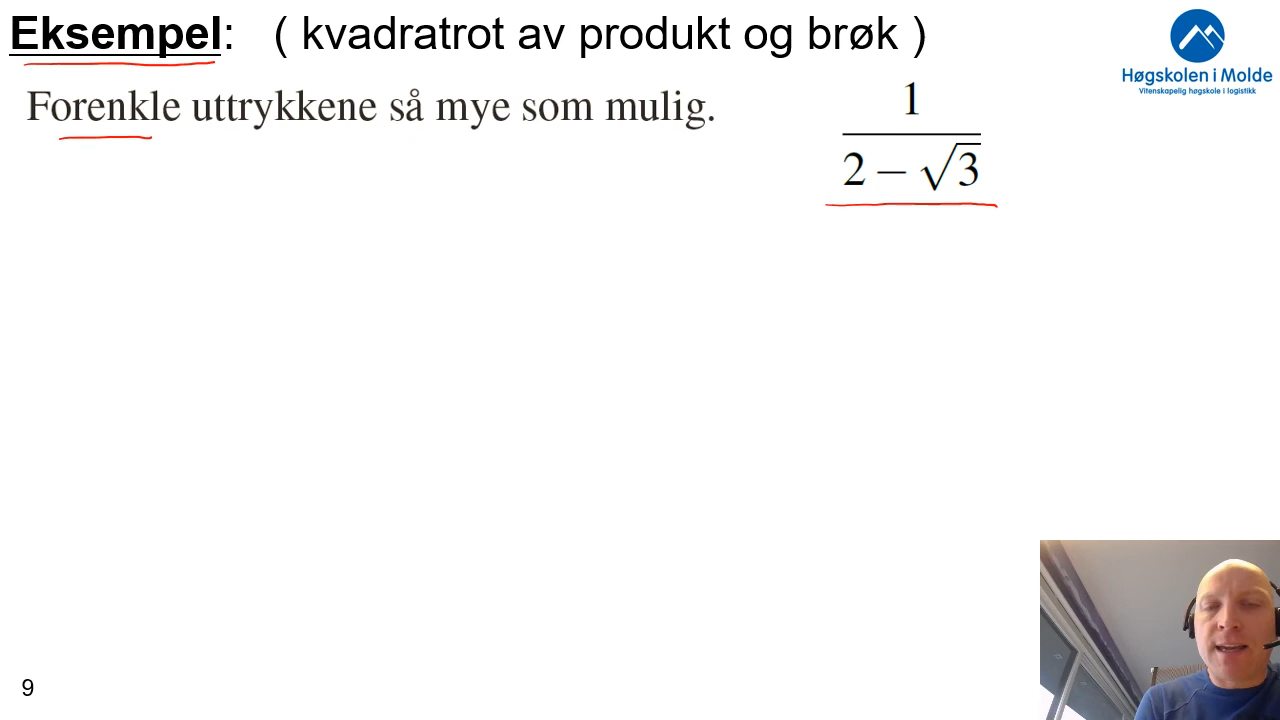 Eksempel: ( kvadratrot av produkt og brøk )
Høgskolen i Molde
Vitenskapelig høgskole i logistikk
Forenkle uttrykkene så mye som mulig.
1
2 − √3
9